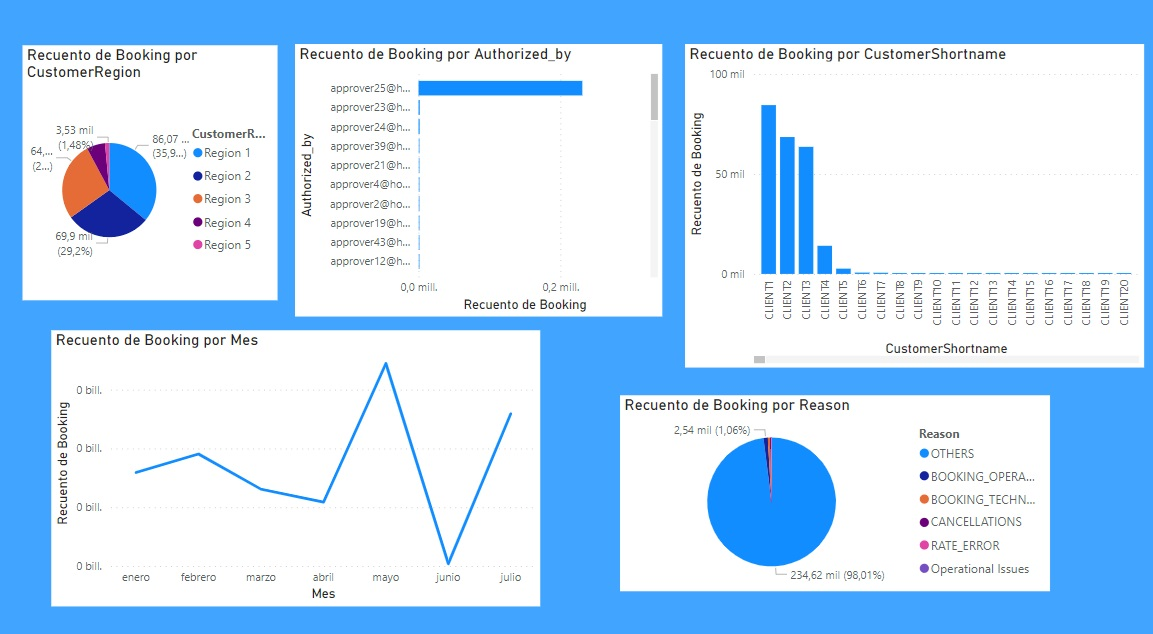 Recuento de Booking por
CustomerRegion
3,53 mil
(1,48%)
64,...
(2...)
86,07 ...
(35,9...)
69,9 mil
(29,2%)
CustomerR...
Region 1
Region 2
Region 3
Region 4
Region 5
Recuento de Booking por Authorized_by
Authorized_by
approver25@h...
approver23@h...
approver24@h...
approver39@h...
approver21@h...
approver4@ho...
approver2@ho...
approver19@h...
approver43@h...
approver12@h...
0,0 mill.
0,2 mill.
Recuento de Booking
Recuento de Booking por CustomerShortname
Recuento de Booking
100 mil
50 mil
0 mil
CLIENT1
CLIENT2
CLIENT3
CLIENT4
CLIENT5
CLIENT6
CLIENT7
CLIENT8
CLIENT9
CLIENT10
CLIENT11
CLIENT12
CLIENT13
CLIENT14
CLIENT15
CLIENT16
CLIENT17
CLIENT18
CLIENT19
CLIENT20
CustomerShortname
Recuento de Booking por Mes
Recuento de Booking
0 bill.
0 bill.
0 bill.
0 bill.
enero
febrero
marzo
abril
mayo
junio
julio
Mes
Recuento de Booking por Reason
2,54 mil (1,06%)
234,62 mil (98,01%)
Reason
OTHERS
BOOKING_OPERA...
BOOKING_TECHN...
CANCELLATIONS
RATE_ERROR
Operational Issues